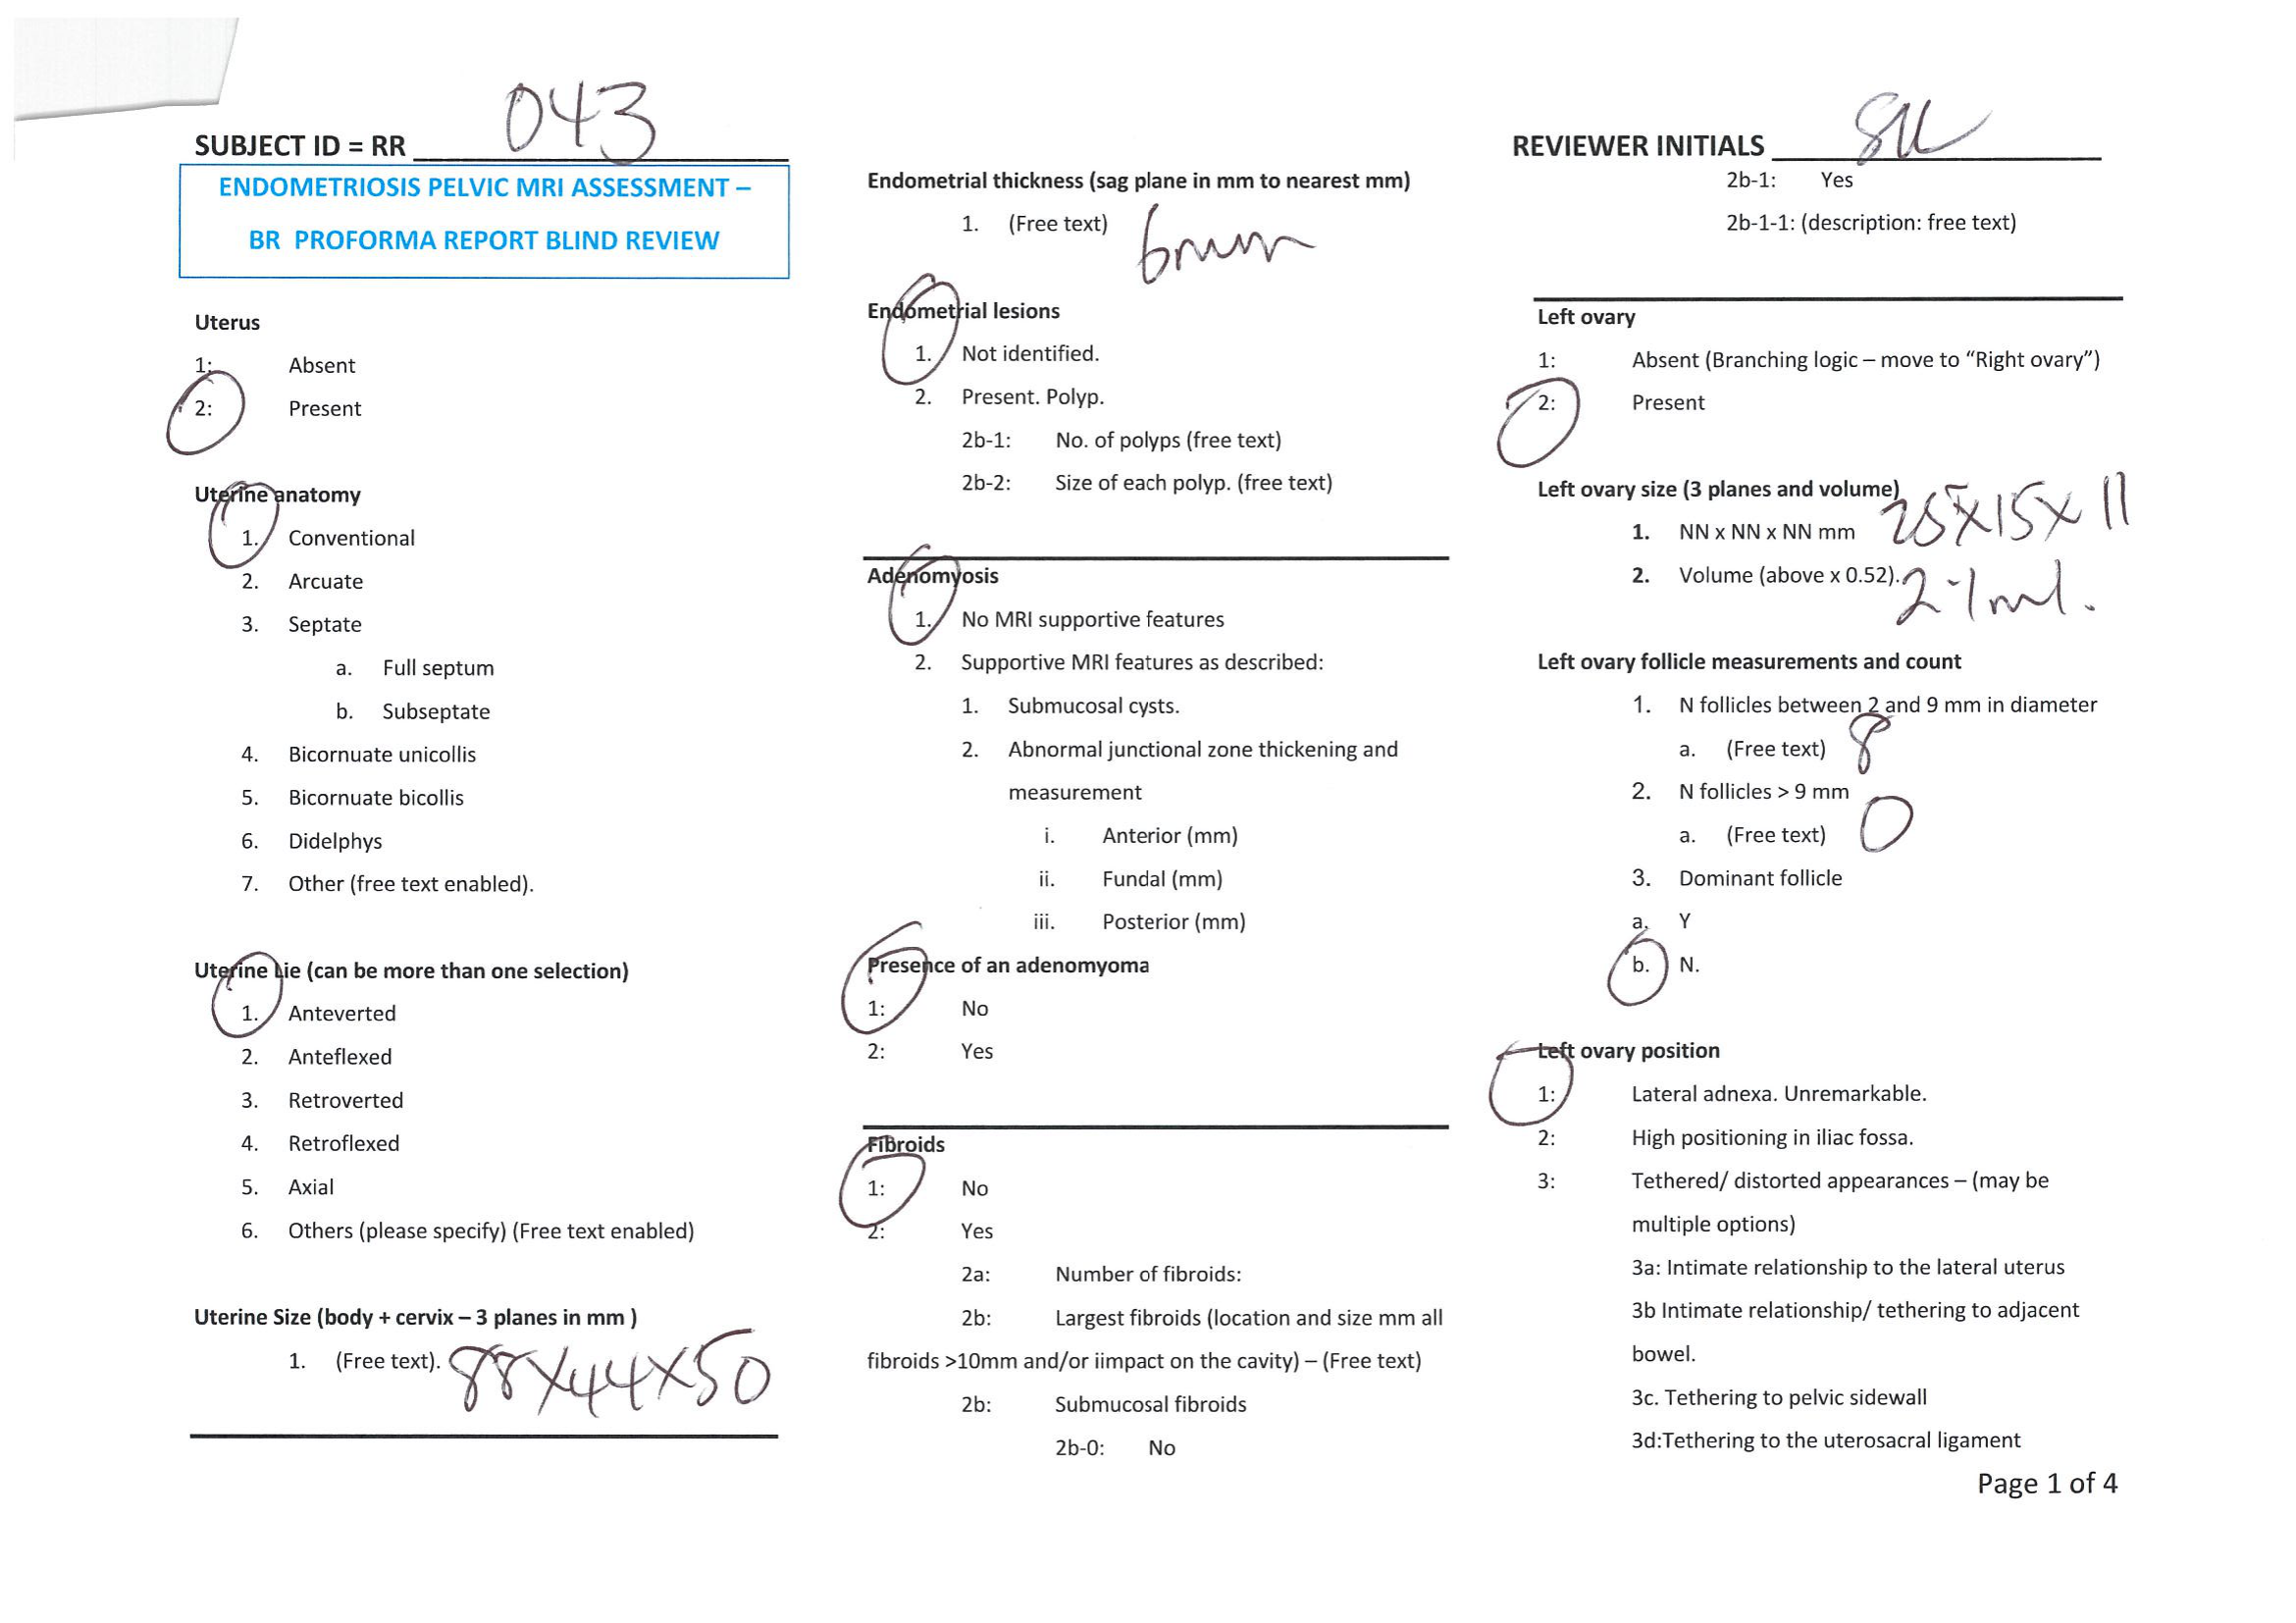 SUBJECT ID = RR 043
ENDOMETRIOSIS PELVIC MRI ASSESSMENT –
BR PROFORMA REPORT BLIND REVIEW
Uterus
1: Absent
2: Present
Uterine anatomy
1. Conventional
2. Arcuate
3. Septate
a. Full septum
b. Subseptate
4. Bicornuate unicollis
5. Bicornuate bicollis
6. Didelphys
7. Other (free text enabled).
Uterine Lie (can be more than one selection)
1. Anteverted
2. Anteflexed
3. Retroverted
4. Retroflexed
5. Axial
6. Others (please specify) (Free text enabled)
Uterine Size (body + cervix – 3 planes in mm )
1. (Free text). 88X44X50
Endometrial thickness (sag plane in mm to nearest mm)
1. (Free text) 6mm
Endometrial lesions
1. Not identified.
2. Present. Polyp.
2b-1: No. of polyps (free text)
2b-2: Size of each polyp. (free text)
Adenomyosis
1. No MRI supportive features
2. Supportive MRI features as described:
1. Submucosal cysts.
2. Abnormal junctional zone thickening and
measurement
i. Anterior (mm)
ii. Fundal (mm)
iii. Posterior (mm)
Presence of an adenomyoma
1: No
2: Yes
Fibroids
1: No
2: Yes
2a: Number of fibroids:
2b: Largest fibroids (location and size mm all
fibroids >10mm and/or iimpact on the cavity) – (Free text)
2b: Submucosal fibroids
2b-0: No
REVIEWER INITIALS
2b-1: Yes
2b-1-1: (description: free text)
Left ovary
1: Absent (Branching logic – move to “Right ovary”)
2: Present
Left ovary size (3 planes and volume)
1. NN x NN x NN mm 25X15X11
2. Volume (above x 0.52). 2.1ml.
Left ovary follicle measurements and count
1. N follicles between 2 and 9 mm in diameter
a. (Free text) 8
2. N follicles > 9 mm
a. (Free text) 0
3. Dominant follicle
a. Y
b. N.
Left ovary position
1: Lateral adnexa. Unremarkable.
2: High positioning in iliac fossa.
3: Tethered/ distorted appearances – (may be
multiple options)
3a: Intimate relationship to the lateral uterus
3b Intimate relationship/ tethering to adjacent
bowel.
3c. Tethering to pelvic sidewall
3d:Tethering to the uterosacral ligament
Page 1 of 4